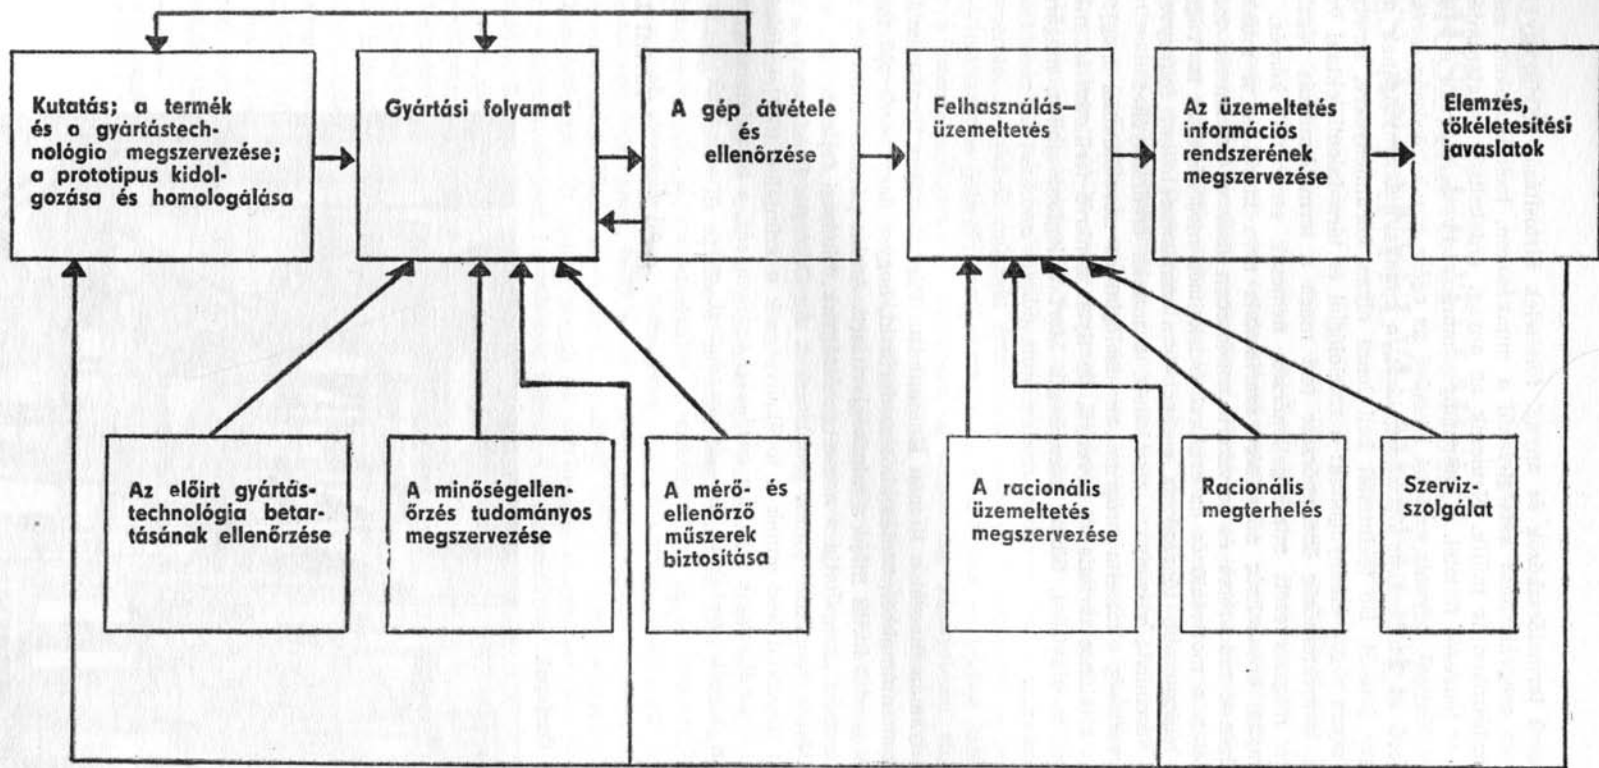 Kutatás; a termék
és a gyártástech-
nológia megszervezése;
a prototipus kidol-
gozása és homologálása
Gyártási folyamat
A gép átvétele
és
ellenőrzése
Felhasználás—
üzemeltetés
Az üzemeltetés
információs
rendszerének
megszervezése
Elemzés,
tökéletesitési
javaslatok
Az előirt gyártás-
technológia betar-
tásának ellenőrzése
A minőségellen-
őrzés tudományos
megszervezése
A mérő- és
ellenőrző
műszerek
biztositása
A racionális
üzemeltetés
megszervezése
Racionális
megterhelés
Szerviz-
szolgálat